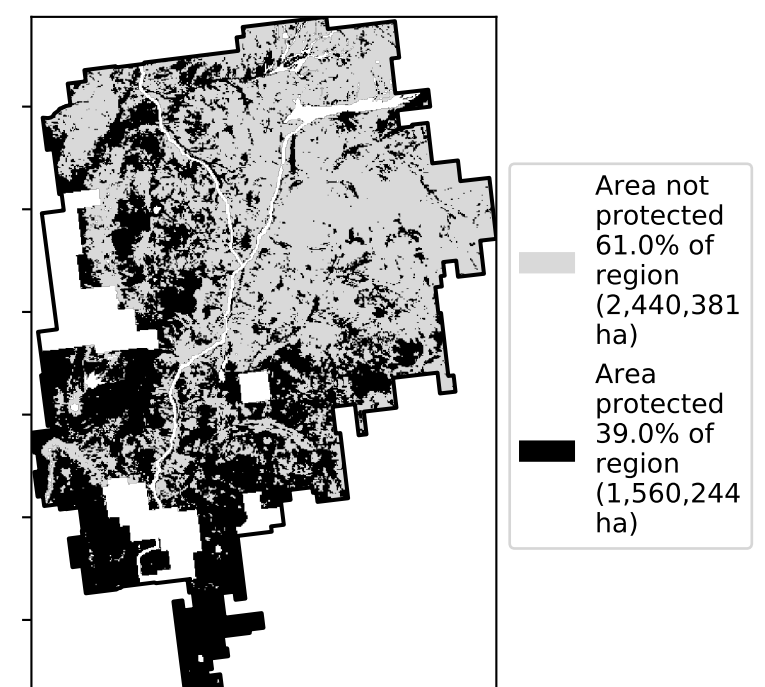 Area not
protected
61.0% of
region
(2,440,381
ha)
Area
protected
39.0% of
region
(1,560,244
ha)